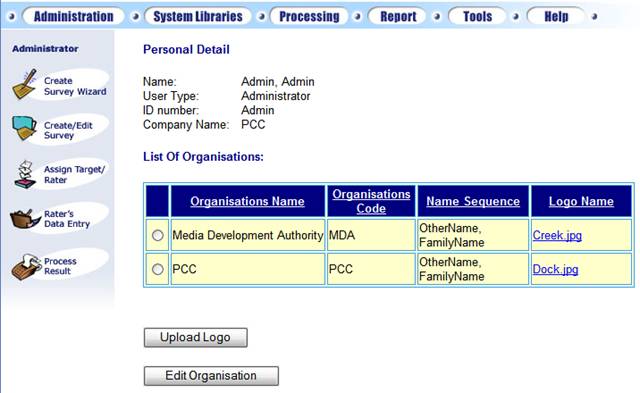 Administration System Libraries Processing Report Tools Help
Administrator
Create
Survey Wizard
Create/Edit
Survey
Assign Target/
Rater
Rater's
Data Entry
Process
Result
Personal Detail
Name: Admin, Admin
User Type: Administrator
ID number: Admin
Company Name: PCC
List Of Organisations:
Organisations Name Organisations Code Name Sequence Logo Name
Media Development Authority MDA OtherName, FamilyName Creek.jpg
PCC PCC OtherName, FamilyName Dock.jpg
Upload Logo
Edit Organisation